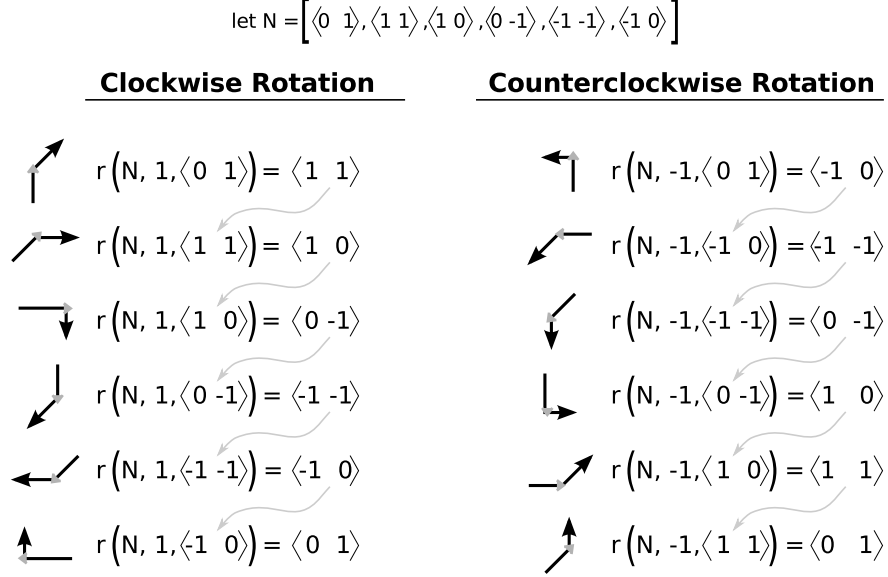 let N = [⟨0 1⟩, ⟨1 1⟩, ⟨1 0⟩, ⟨0 -1⟩, ⟨-1 -1⟩, ⟨-1 0⟩]
Clockwise Rotation
r(N, 1,⟨0 1⟩) = ⟨1 1⟩
r(N, 1,⟨1 1⟩) = ⟨1 0⟩
r(N, 1,⟨1 0⟩) = ⟨0 -1⟩
r(N, 1,⟨0 -1⟩) = ⟨-1 -1⟩
r(N, 1,⟨-1 -1⟩) = ⟨-1 0⟩
r(N, 1,⟨-1 0⟩) = ⟨0 1⟩
Counterclockwise Rotation
r(N, -1,⟨0 1⟩) = ⟨-1 0⟩
r(N, -1,⟨-1 0⟩) = ⟨-1 -1⟩
r(N, -1,⟨-1 -1⟩) = ⟨0 -1⟩
r(N, -1,⟨0 -1⟩) = ⟨1 0⟩
r(N, -1,⟨1 0⟩) = ⟨1 1⟩
r(N, -1,⟨1 1⟩) = ⟨0 1⟩